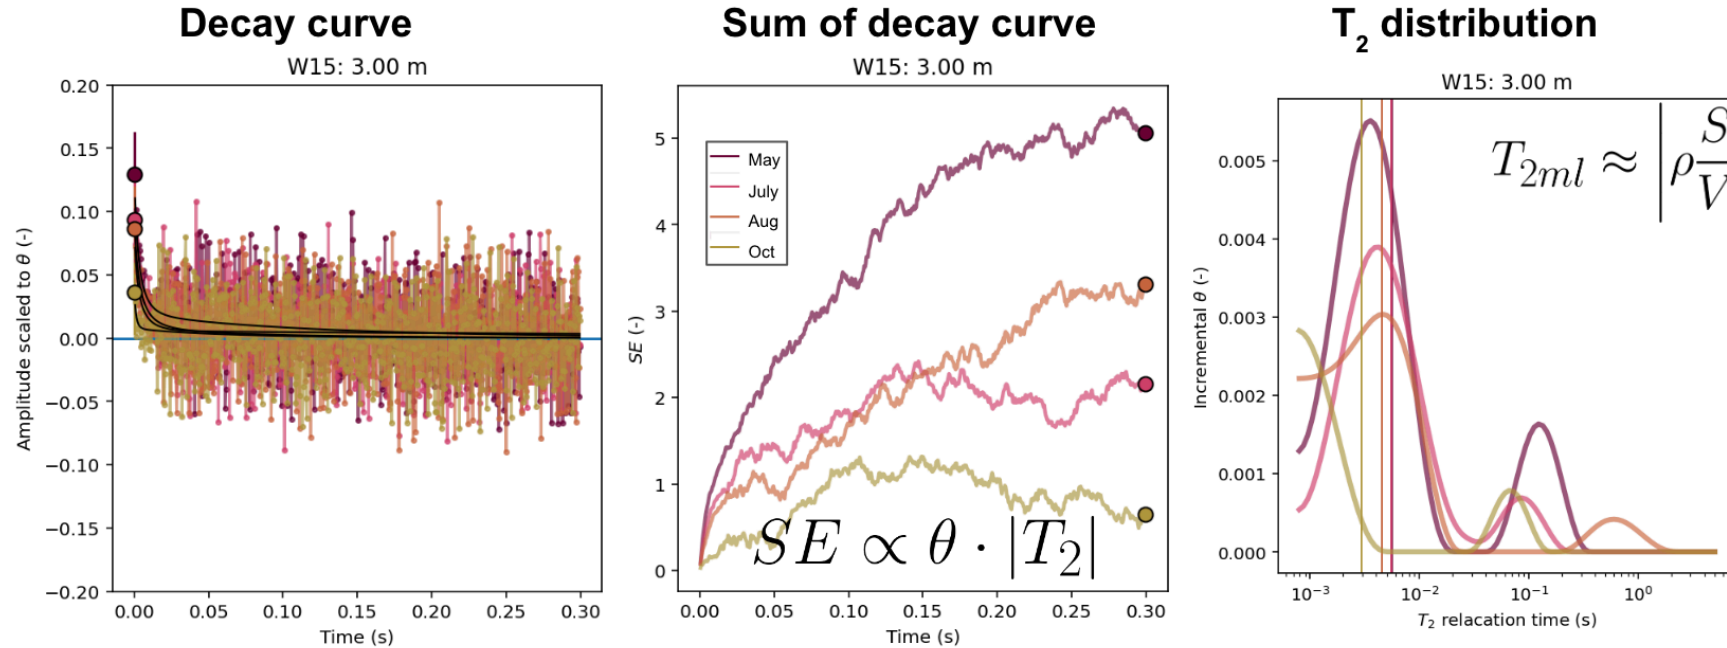 Decay curve
W15: 3.00 m
Amplitude scaled to θ (-)
0.20
0.15
0.10
0.05
0.00
−0.05
−0.10
−0.15
−0.20
0.00 0.05 0.10 0.15 0.20 0.25 0.30
Time (s)
Sum of decay curve
W15: 3.00 m
SE (-)
5
4
3
2
1
0
May
July
Aug
Oct
SE ∝ θ · |T₂|
0.00 0.05 0.10 0.15 0.20 0.25 0.30
Time (s)
T₂ distribution
W15: 3.00 m
T₂ml ≈ |ρ S/V
Incremental θ (-)
0.005
0.004
0.003
0.002
0.001
0.000
10⁻³ 10⁻² 10⁻¹ 10⁰
T₂ relacation time (s)